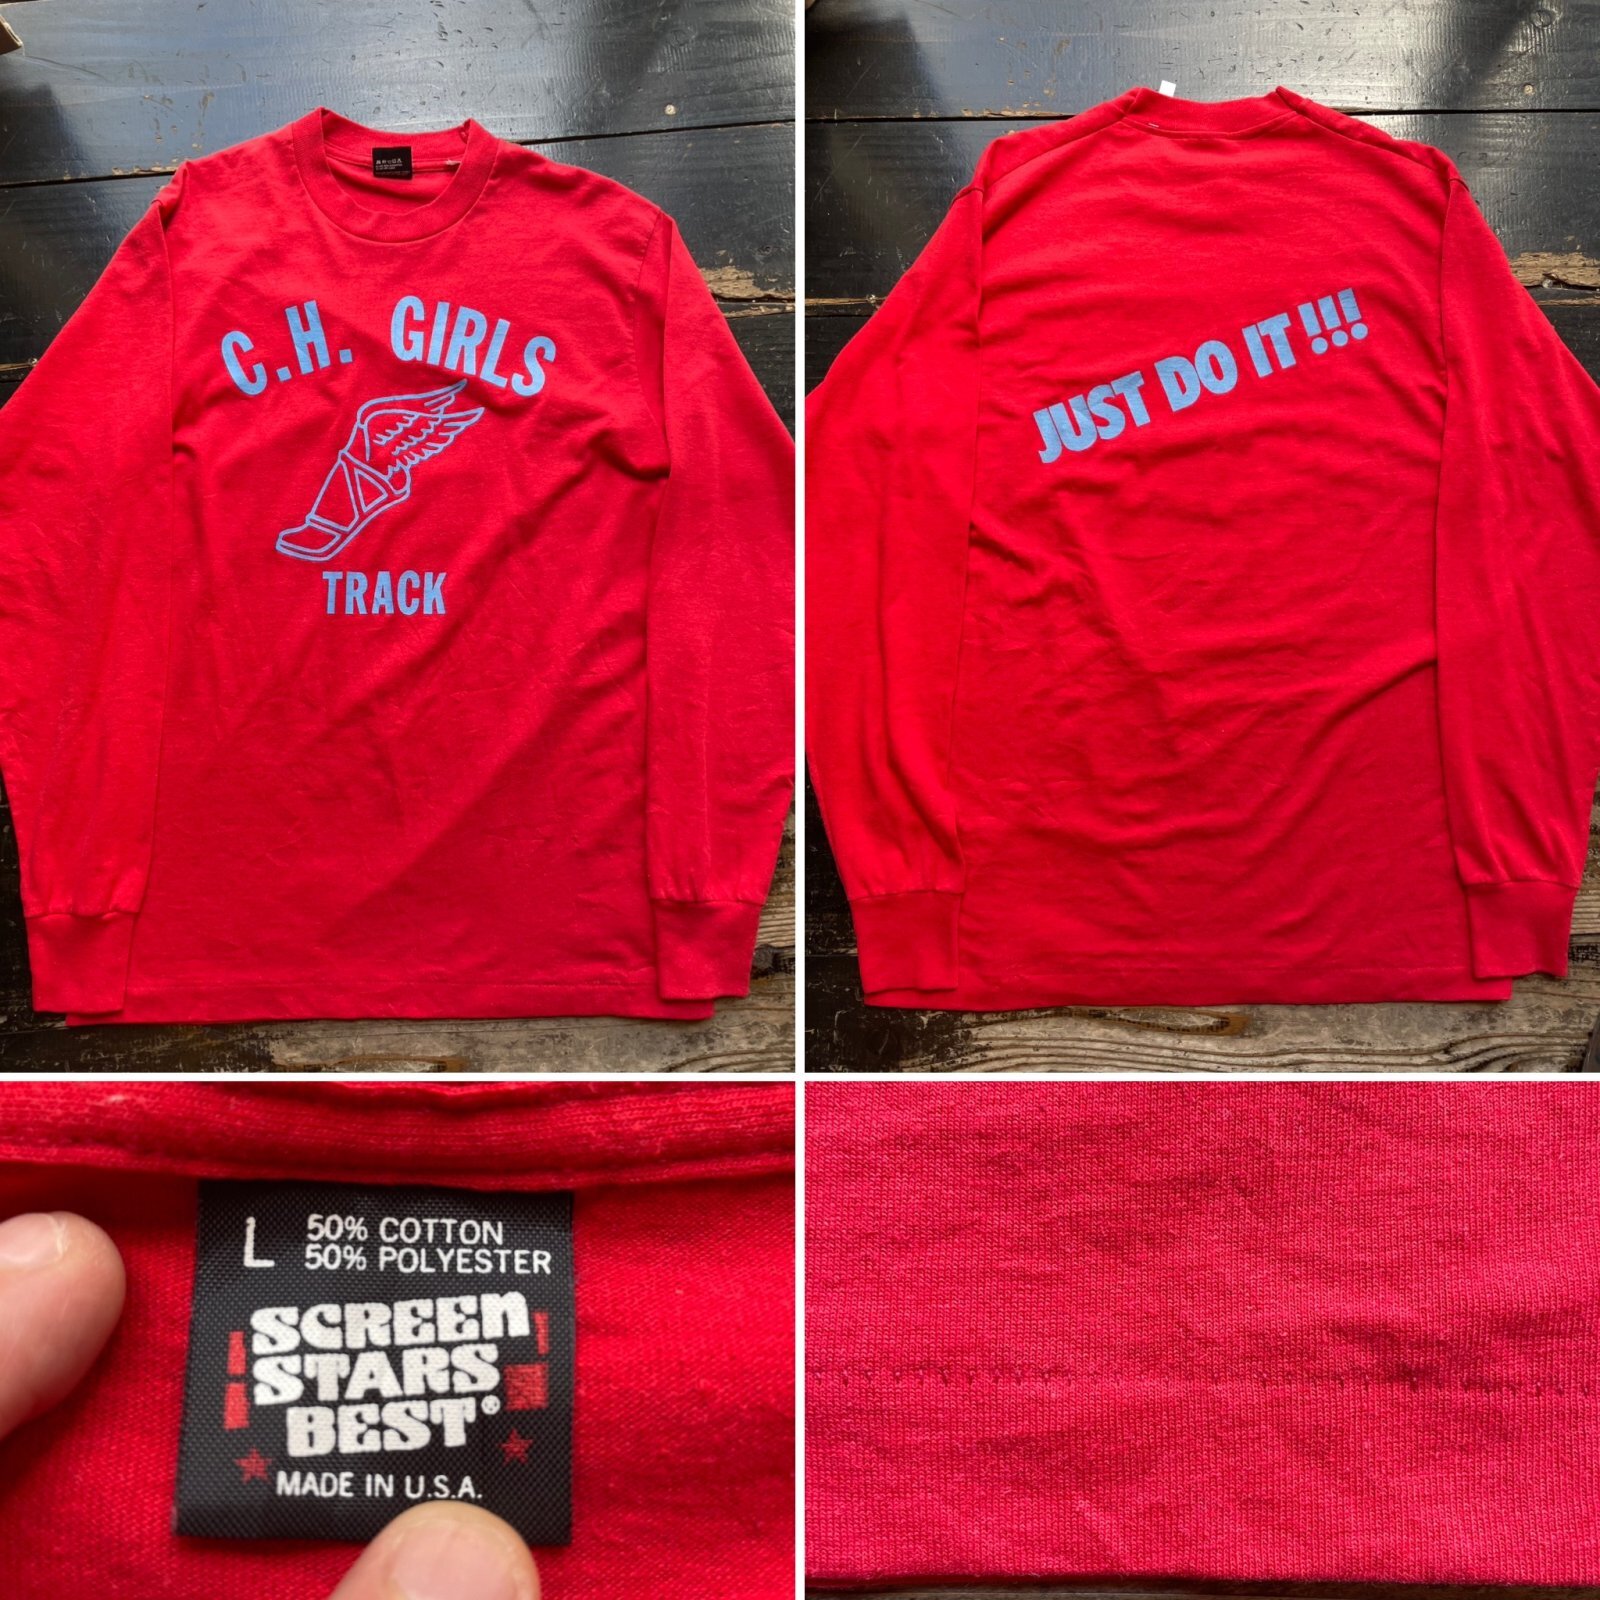 C.H. GIRLS
TRACK
JUST DO IT!!!
L
50% COTTON
50% POLYESTER
SCREEN
STARS
BEST®
MADE IN U.S.A.